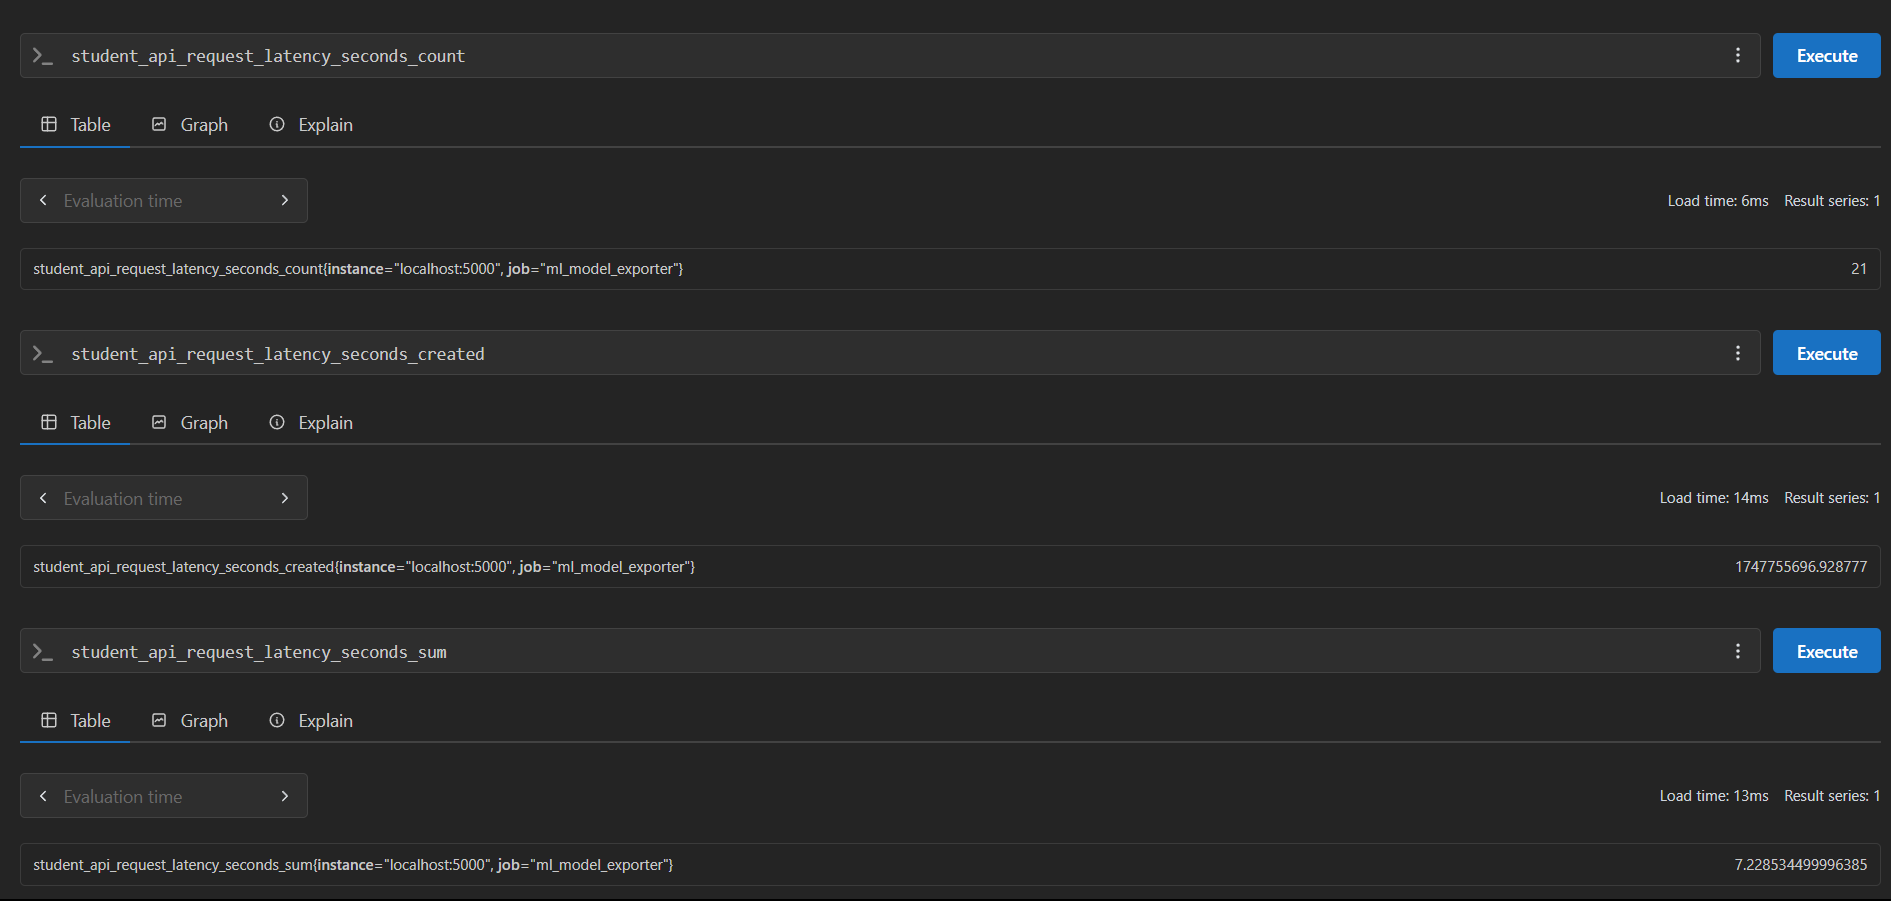 student_api_request_latency_seconds_count
Execute
Table Graph Explain
Evaluation time
Load time: 6ms Result series: 1
student_api_request_latency_seconds_count{instance="localhost:5000", job="ml_model_exporter"} 21
student_api_request_latency_seconds_created
Execute
Table Graph Explain
Evaluation time
Load time: 14ms Result series: 1
student_api_request_latency_seconds_created{instance="localhost:5000", job="ml_model_exporter"} 1747755696.928777
student_api_request_latency_seconds_sum
Execute
Table Graph Explain
Evaluation time
Load time: 13ms Result series: 1
student_api_request_latency_seconds_sum{instance="localhost:5000", job="ml_model_exporter"} 7.228534499996385